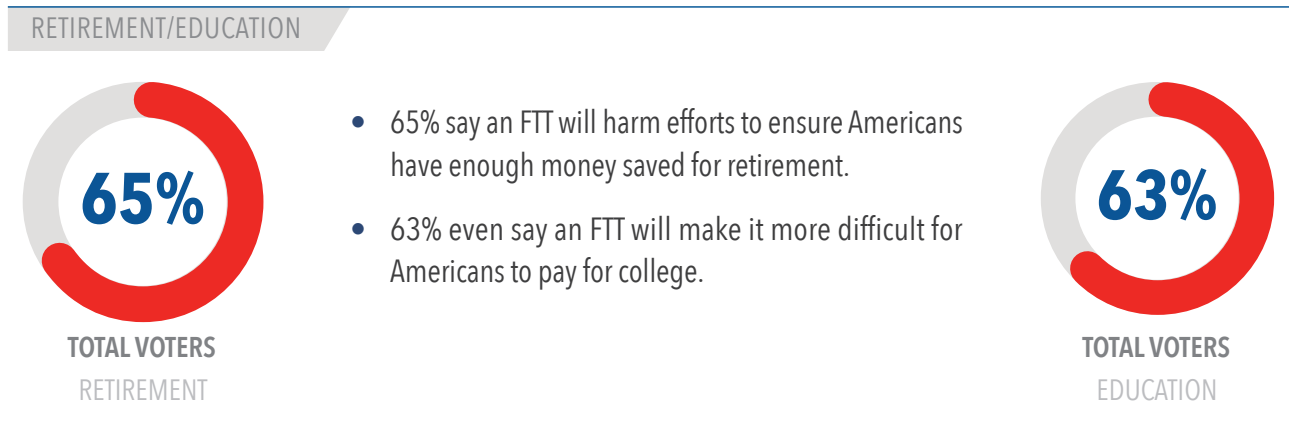 RETIREMENT/EDUCATION
65%
TOTAL VOTERS
RETIREMENT
• 65% say an FTT will harm efforts to ensure Americans
have enough money saved for retirement.
• 63% even say an FTT will make it more difficult for
Americans to pay for college.
63%
TOTAL VOTERS
EDUCATION